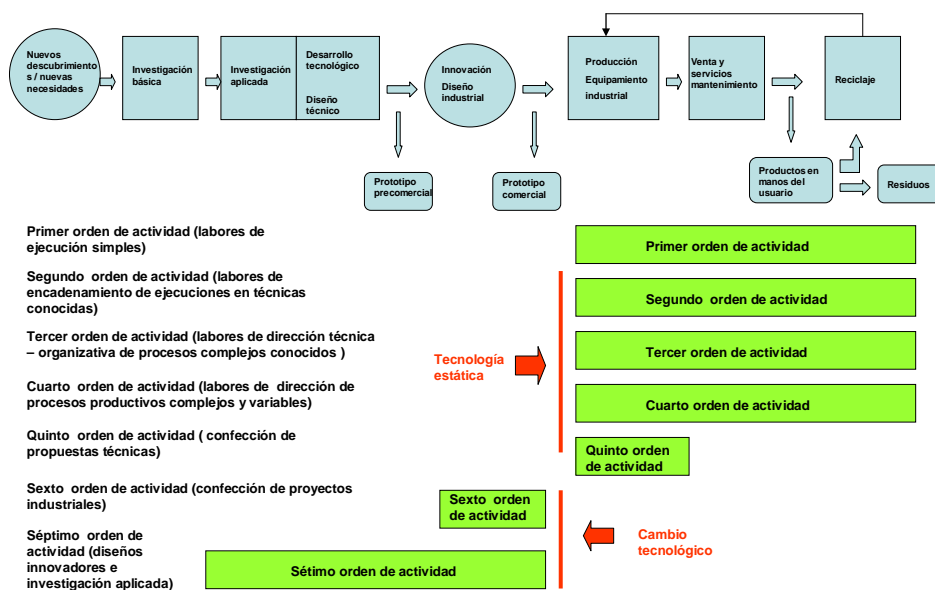 Nuevos
descubrimiento
s / nuevas
necesidades
Investigación
básica
Investigación
aplicada
Desarrollo
tecnológico
Diseño
técnico
Innovación
Diseño
industrial
Producción
Equipamiento
industrial
Venta y
servicios
mantenimiento
Reciclaje
Prototipo
precomercial
Prototipo
comercial
Productos en
manos del
usuario
Residuos
Primer orden de actividad (labores de
ejecución simples)
Primer orden de actividad
Segundo orden de actividad (labores de
encadenamiento de ejecuciones en técnicas
conocidas)
Segundo orden de actividad
Tercer orden de actividad (labores de dirección técnica
– organizativa de procesos complejos conocidos )
Tecnología
estática
Tercer orden de actividad
Cuarto orden de actividad (labores de dirección de
procesos productivos complejos y variables)
Cuarto orden de actividad
Quinto orden de actividad ( confección de
propuestas técnicas)
Quinto orden
de actividad
Sexto orden de actividad (confección de proyectos
industriales)
Sexto orden
de actividad
Séptimo orden de
actividad (diseños
innovadores e
investigación aplicada)
Sétimo orden de actividad
Cambio
tecnológico